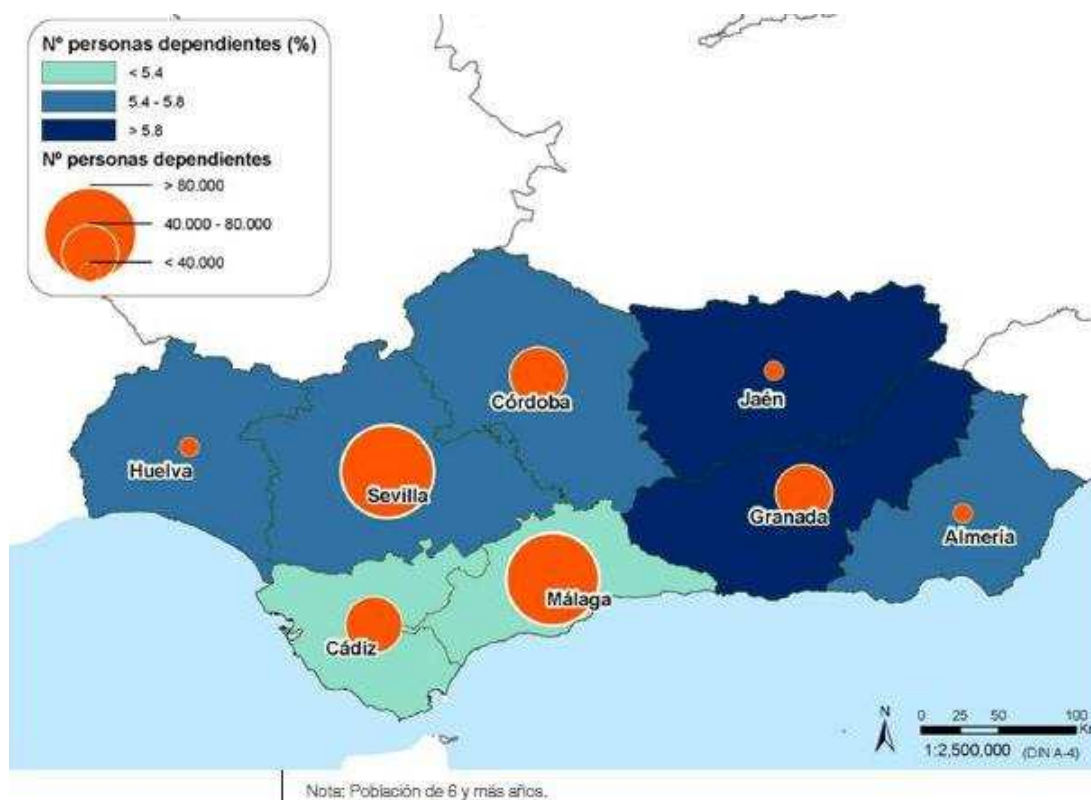 Nº personas dependientes (%)
< 5.4
5.4 - 5.8
> 5.8
Nº personas dependientes
> 80.000
40.000 - 80.000
< 40.000
Córdoba
Jaén
Huelva
Sevilla
Granada
Almería
Málaga
Cádiz
N
0 25 50 100
Km
1:2,500,000 (DIN A-4)
Nota: Población de 6 y más años.